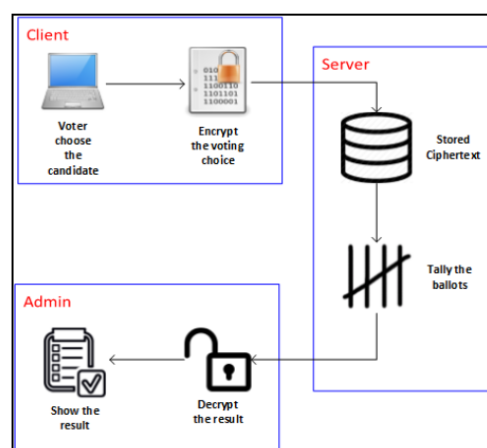 Client
Voter
choose
the
candidate
Encrypt
the voting
choice
Server
Stored
Ciphertext
Tally the
ballots
Admin
Decrypt
the result
Show the
result